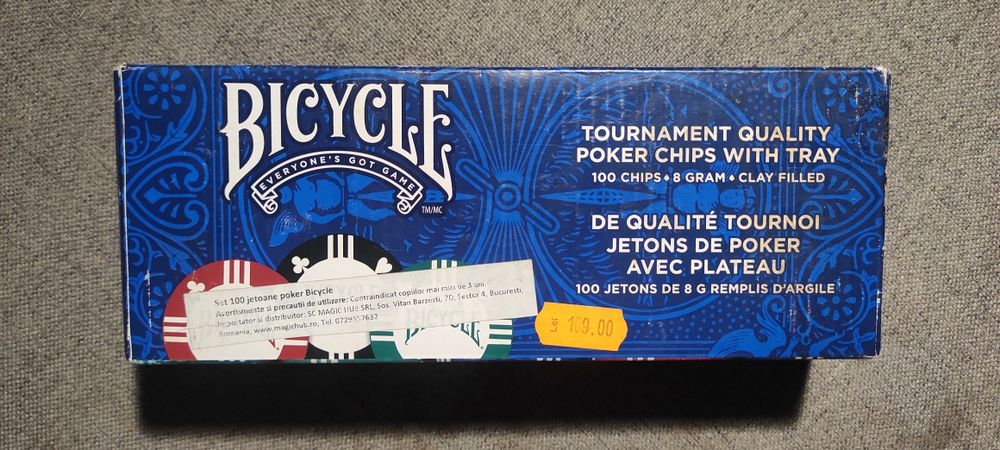 BICYCLE
EVERYONE'S GOT GAME
TM/MC
TOURNAMENT QUALITY
POKER CHIPS WITH TRAY
100 CHIPS ♦ 8 GRAM ♦ CLAY FILLED
DE QUALITÉ TOURNOI
JETONS DE POKER
AVEC PLATEAU
100 JETONS DE 8 G REMPLIS D'ARGILE
Set 100 jetoane poker Bicycle
Avertismente si precautii de utilizare: Contraindicat copiilor mai mici de 3 ani.
Importator si distribuitor: SC MAGIC HUB SRL, Sos. Vitan Barzesti, 7D, Sector 4, Bucuresti,
Romania, www.magichub.ro, Tel.
BICYCLE
Lei .00